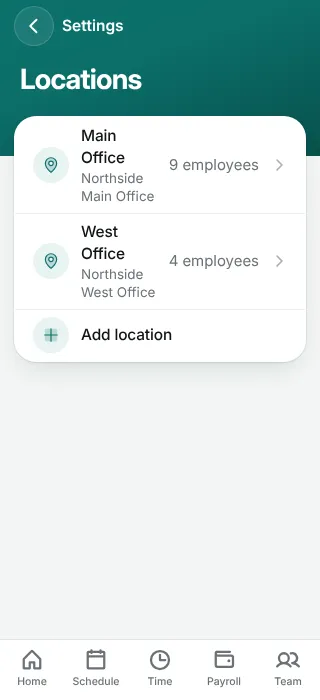 Settings
Locations
Main
Office
Northside
Main Office
9 employees
West
Office
Northside
West Office
4 employees
Add location
Home
Schedule
Time
Payroll
Team